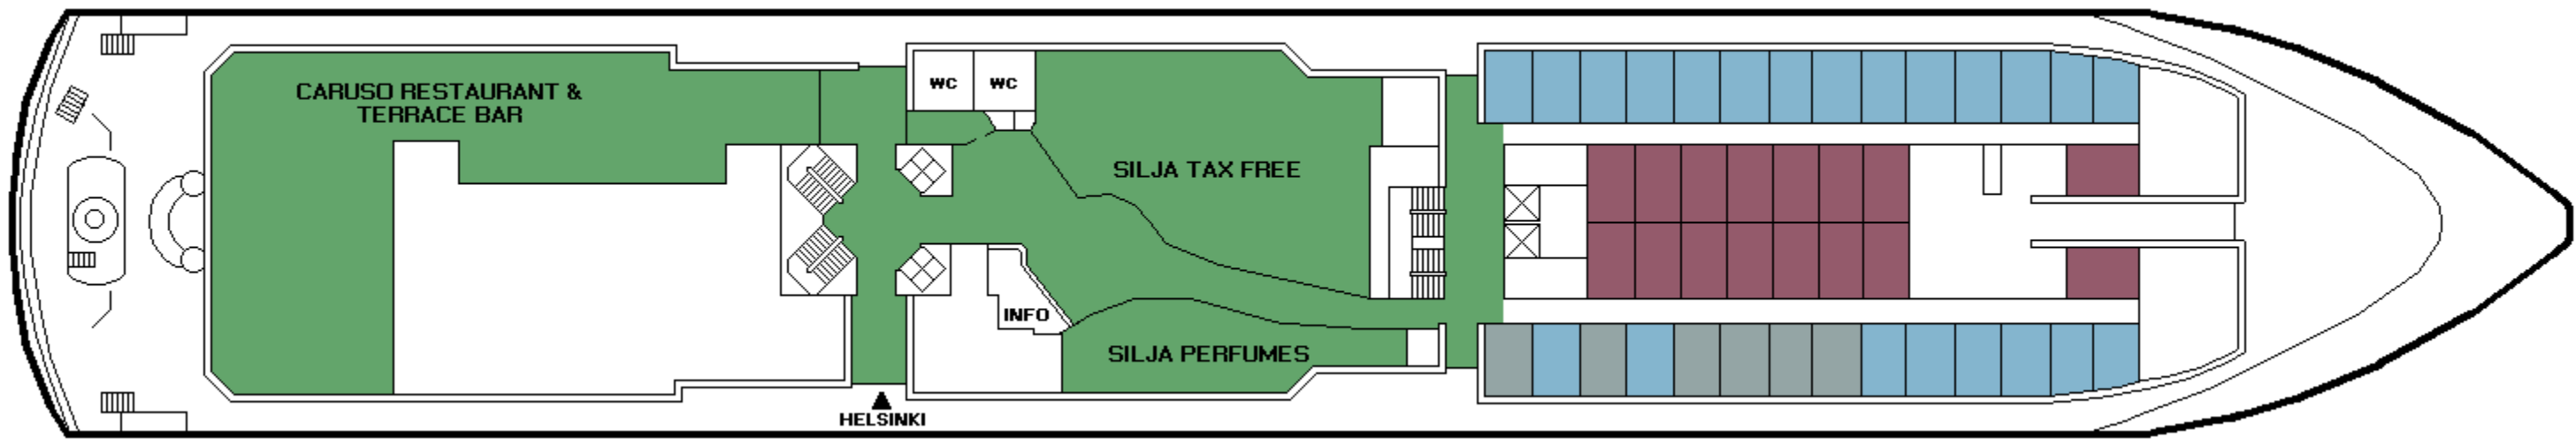 CARUSO RESTAURANT &
TERRACE BAR
WC
WC
SILJA TAX FREE
INFO
SILJA PERFUMES
HELSINKI